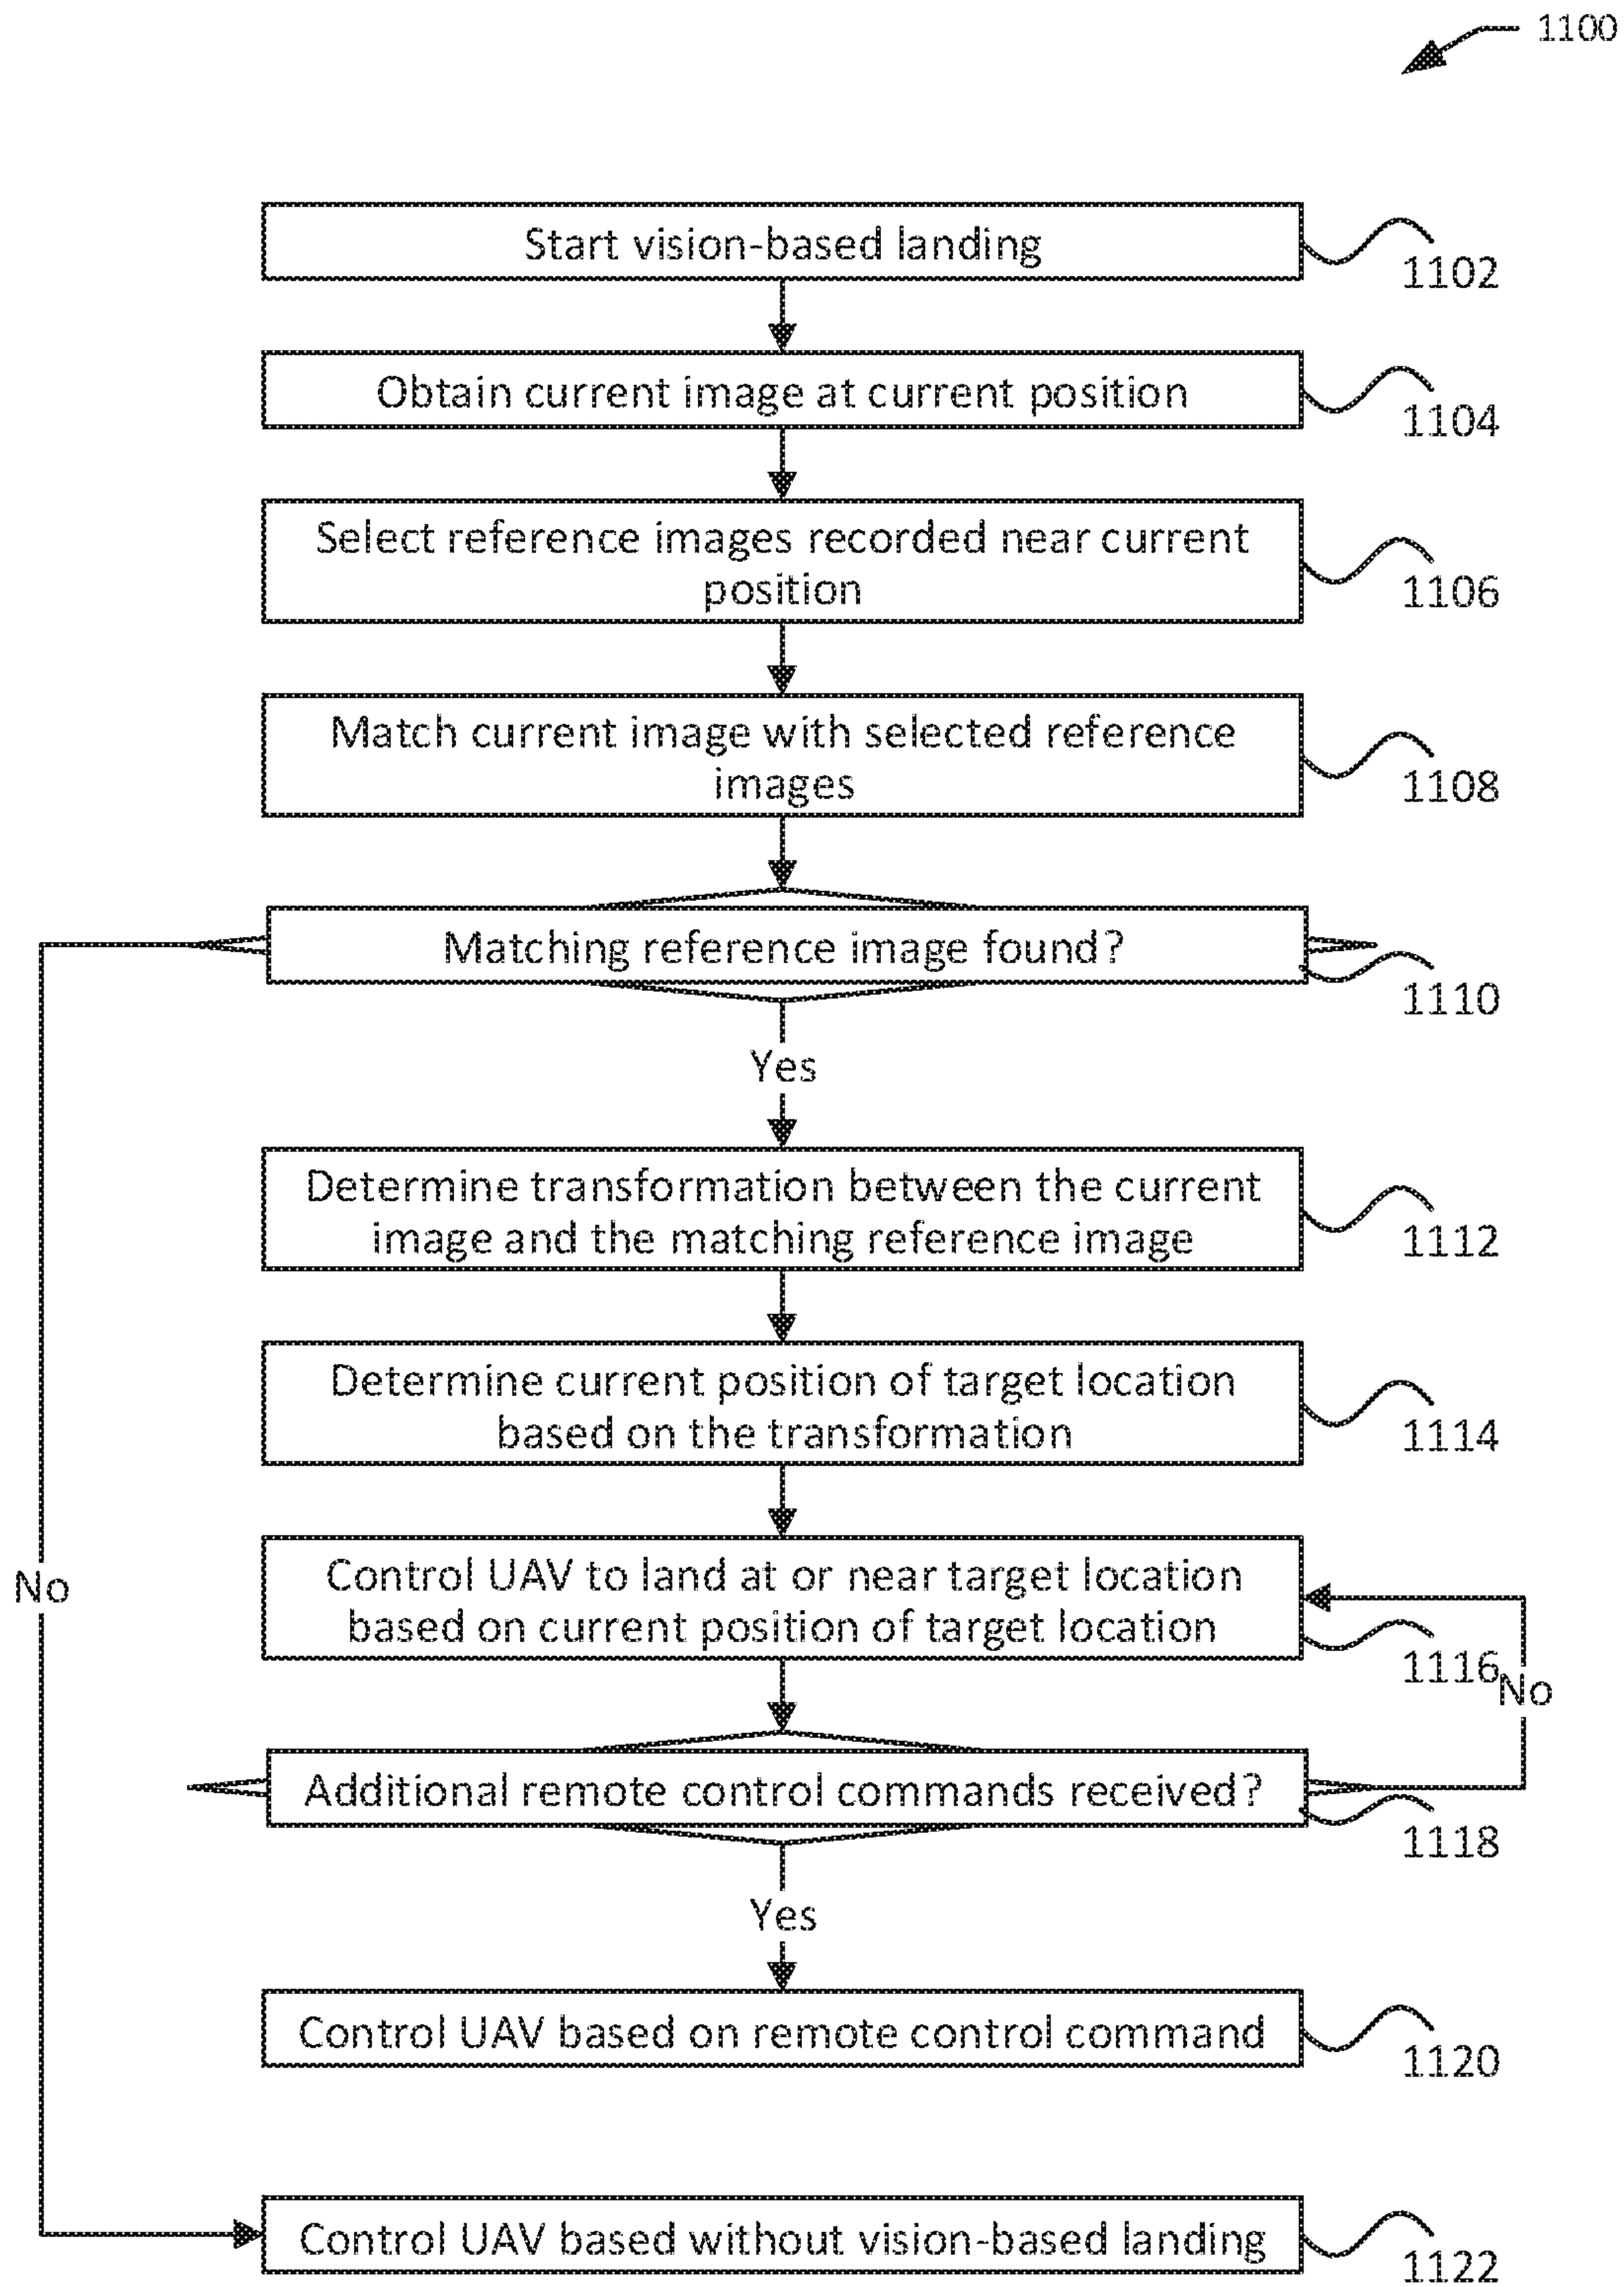 1100
Start vision-based landing
1102
Obtain current image at current position
1104
Select reference images recorded near current
position
1106
Match current image with selected reference
images
1108
Matching reference image found?
1110
Yes
Determine transformation between the current
image and the matching reference image
1112
Determine current position of target location
based on the transformation
1114
No
Control UAV to land at or near target location
based on current position of target location
1116
No
Additional remote control commands received?
1118
Yes
Control UAV based on remote control command
1120
Control UAV based without vision-based landing
1122